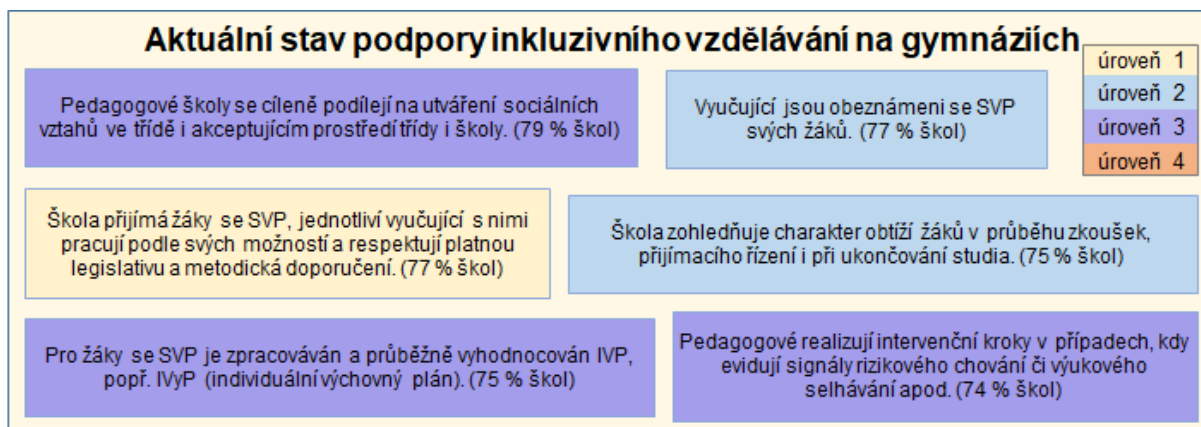 Aktuální stav podpory inkluzivního vzdělávání na gymnáziích
úroveň 1
úroveň 2
úroveň 3
úroveň 4
Pedagogové školy se cíleně podílejí na utváření sociálních
vztahů ve třídě i akceptujícím prostředí třídy i školy. (79 % škol)
Vyučující jsou obeznámeni se SVP
svých žáků. (77 % škol)
Škola přijímá žáky se SVP, jednotliví vyučující s nimi
pracují podle svých možností a respektují platnou
legislativu a metodická doporučení. (77 % škol)
Škola zohledňuje charakter obtíží žáků v průběhu zkoušek,
přijímacího řízení i při ukončování studia. (75 % škol)
Pro žáky se SVP je zpracováván a průběžně vyhodnocován IVP,
popř. IVyP (individuální výchovný plán). (75 % škol)
Pedagogové realizují intervenční kroky v případech, kdy
evidují signály rizikového chování či výukového
selhávání apod. (74 % škol)